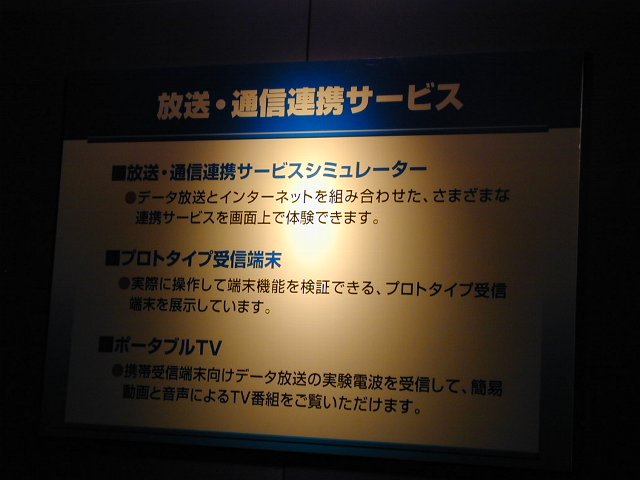 放送・通信連携サービス
■放送・通信連携サービスシミュレーター
●データ放送とインターネットを組み合わせた、さまざまな
連携サービスを画面上で体験できます。
■プロトタイプ受信端末
●実際に操作して端末機能を検証できる、プロトタイプ受信
端末を展示しています。
■ポータブルTV
●携帯受信端末向けデータ放送の実験電波を受信して、簡易
動画と音声によるTV番組をご覧いただけます。